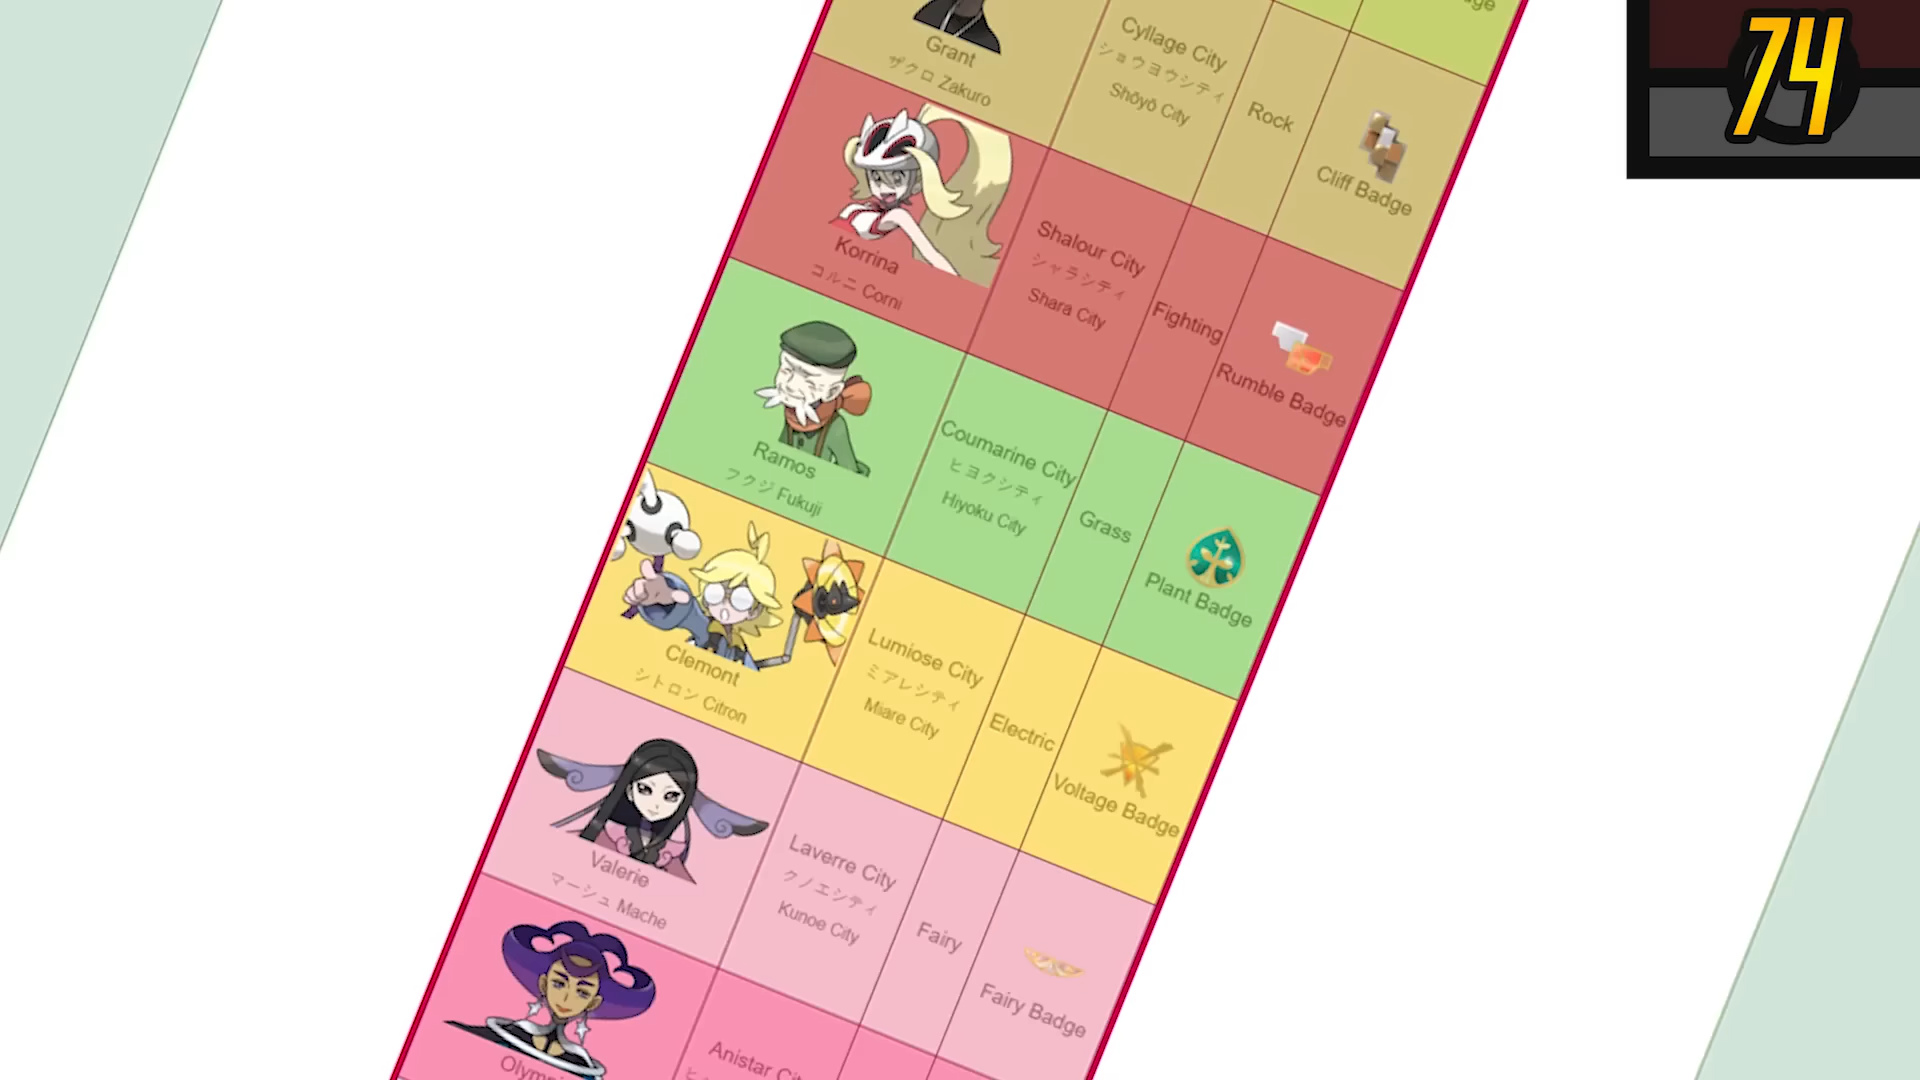 74
Grant
ザクロ Zakuro
Cyllage City
ショウヨウシティ
Shōyō City
Rock
Cliff Badge
Korrina
コルニ Corni
Shalour City
シャラシティ
Shara City
Fighting
Rumble Badge
Ramos
フクジ Fukuji
Coumarine City
ヒヨクシティ
Hiyoku City
Grass
Plant Badge
Clemont
シトロン Citron
Lumiose City
ミアレシティ
Miare City
Electric
Voltage Badge
Valerie
マーシュ Mache
Laverre City
クノエシティ
Kunoe City
Fairy
Fairy Badge
Anistar